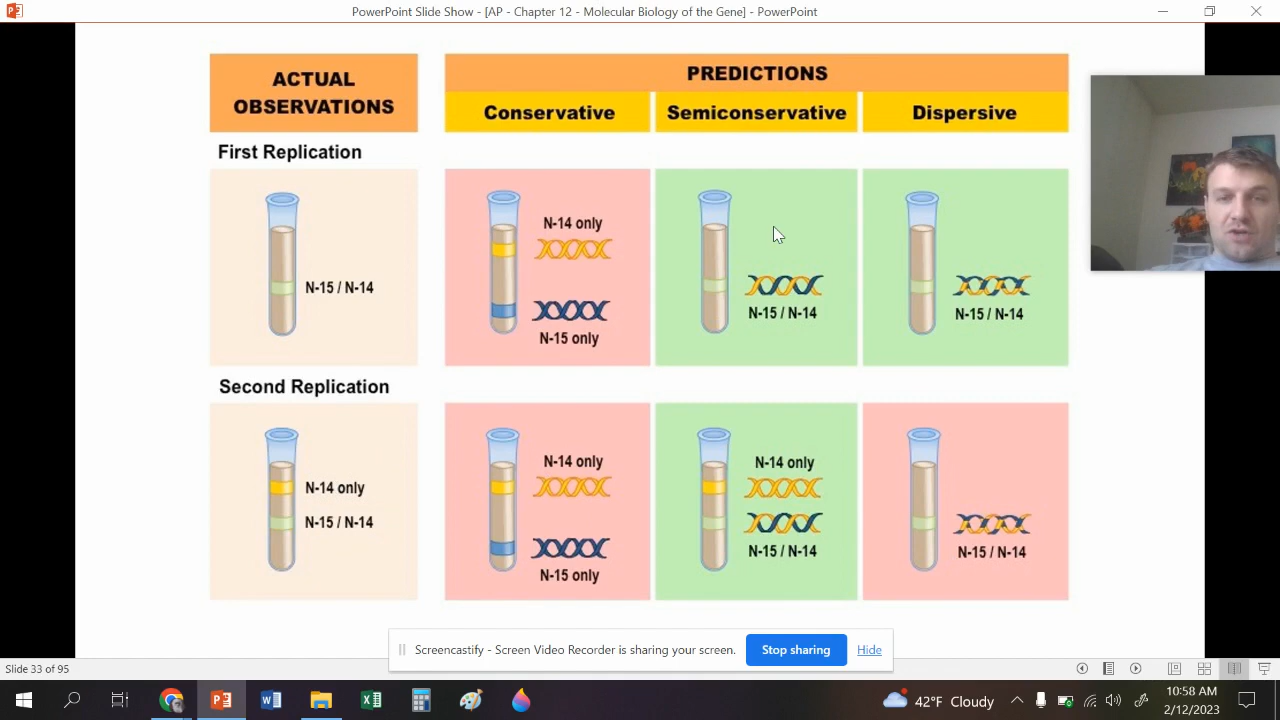 PowerPoint Slide Show - [AP - Chapter 12 - Molecular Biology of the Gene] - PowerPoint
ACTUAL
OBSERVATIONS
PREDICTIONS
Conservative
Semiconservative
Dispersive
First Replication
N-15 / N-14
N-14 only
N-15 only
N-15 / N-14
N-15 / N-14
Second Replication
N-14 only
N-15 / N-14
N-14 only
N-15 only
N-14 only
N-15 / N-14
N-15 / N-14
Screencastify - Screen Video Recorder is sharing your screen.
Stop sharing
Hide
Slide 33 of 95
42°F Cloudy
10:58 AM
2/12/2023